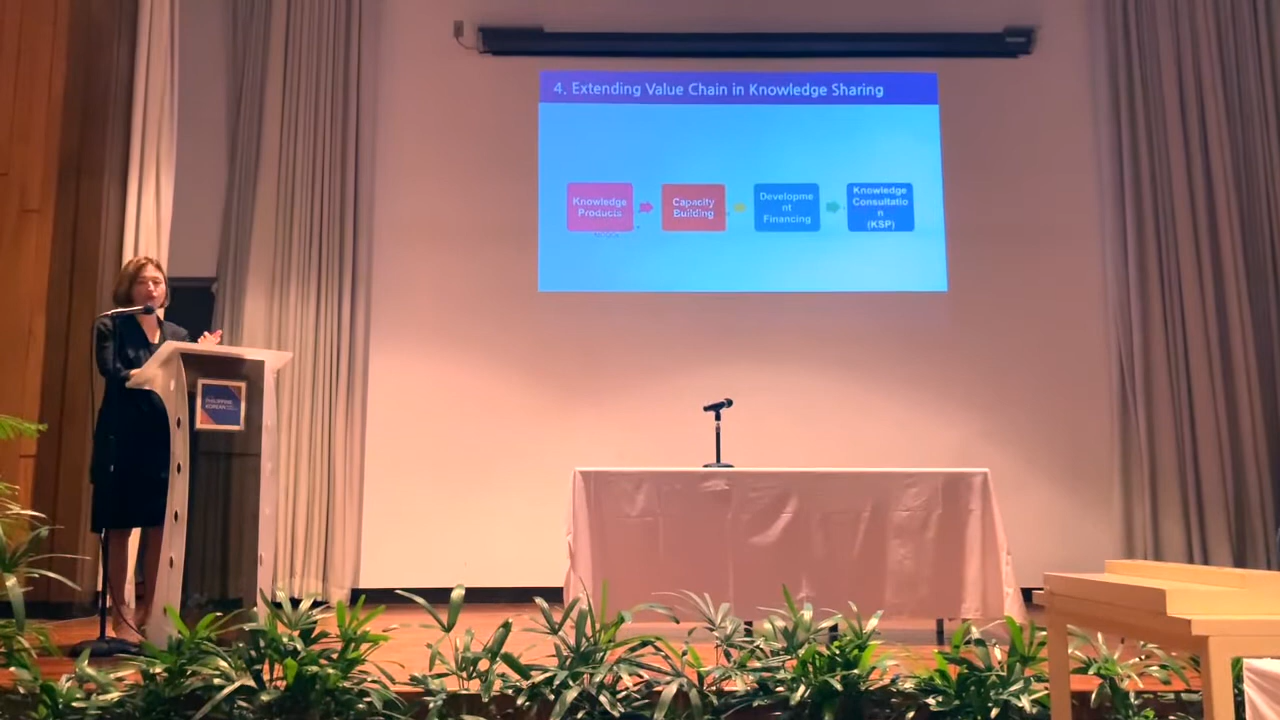 4. Extending Value Chain in Knowledge Sharing
Knowledge
Products
Capacity
Building
Developme
nt
Financing
Knowledge
Consultatio
n
(KSP)
PHILIPPINE
KOREAN